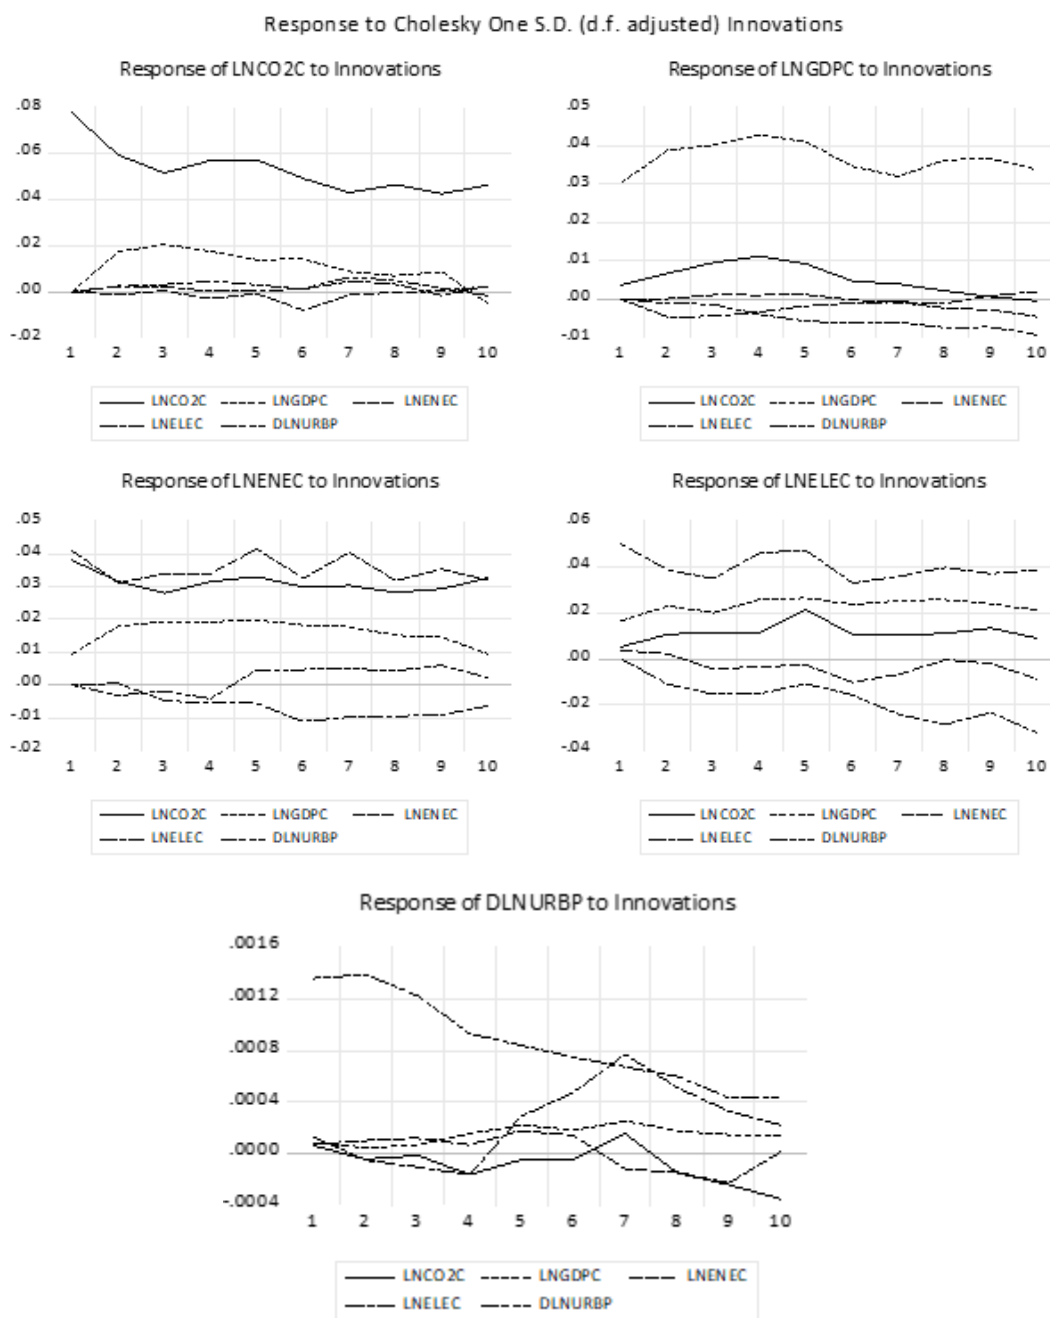 Response to Cholesky One S.D. (d.f. adjusted) Innovations
Response of LNCO2C to Innovations
.08
.06
.04
.02
.00
-.02
1 2 3 4 5 6 7 8 9 10
LNCO2C LNGDPC LNENEC
LNELEC DLNURBP
Response of LNGDPC to Innovations
.05
.04
.03
.02
.01
.00
-.01
1 2 3 4 5 6 7 8 9 10
LNCO2C LNGDPC LNENEC
LNELEC DLNURBP
Response of LNENEC to Innovations
.05
.04
.03
.02
.01
.00
-.01
-.02
1 2 3 4 5 6 7 8 9 10
LNCO2C LNGDPC LNENEC
LNELEC DLNURBP
Response of LNELEC to Innovations
.06
.04
.02
.00
-.02
-.04
1 2 3 4 5 6 7 8 9 10
LNCO2C LNGDPC LNENEC
LNELEC DLNURBP
Response of DLNURBP to Innovations
.0016
.0012
.0008
.0004
.0000
-.0004
1 2 3 4 5 6 7 8 9 10
LNCO2C LNGDPC LNENEC
LNELEC DLNURBP